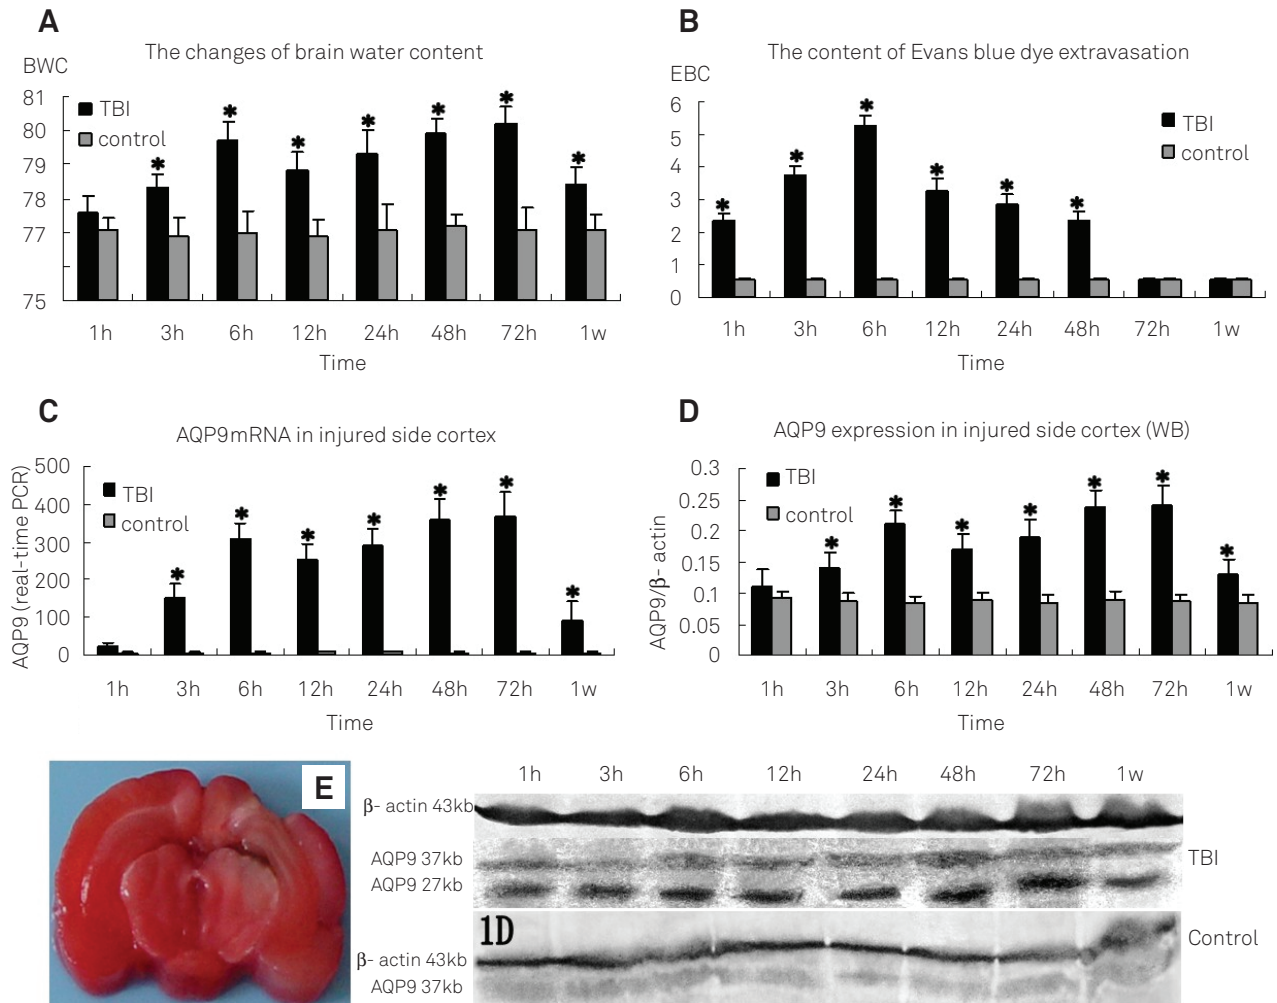 A
The changes of brain water content
BWC
81
80
79
78
77
75
TBI
control
1h 3h 6h 12h 24h 48h 72h 1w
Time
B
The content of Evans blue dye extravasation
EBC
6
5
4
3
2
1
0
TBI
control
1h 3h 6h 12h 24h 48h 72h 1w
Time
C
AQP9mRNA in injured side cortex
AQP9 (real-time PCR)
500
400
300
200
100
0
TBI
control
1h 3h 6h 12h 24h 48h 72h 1w
Time
D
AQP9 expression in injured side cortex (WB)
AQP9/β- actin
0.3
0.25
0.2
0.15
0.1
0.05
0
TBI
control
1h 3h 6h 12h 24h 48h 72h 1w
Time
E
1h 3h 6h 12h 24h 48h 72h 1w
β- actin 43kb
AQP9 37kb
AQP9 27kb
TBI
1D
Control
β- actin 43kb
AQP9 37kb